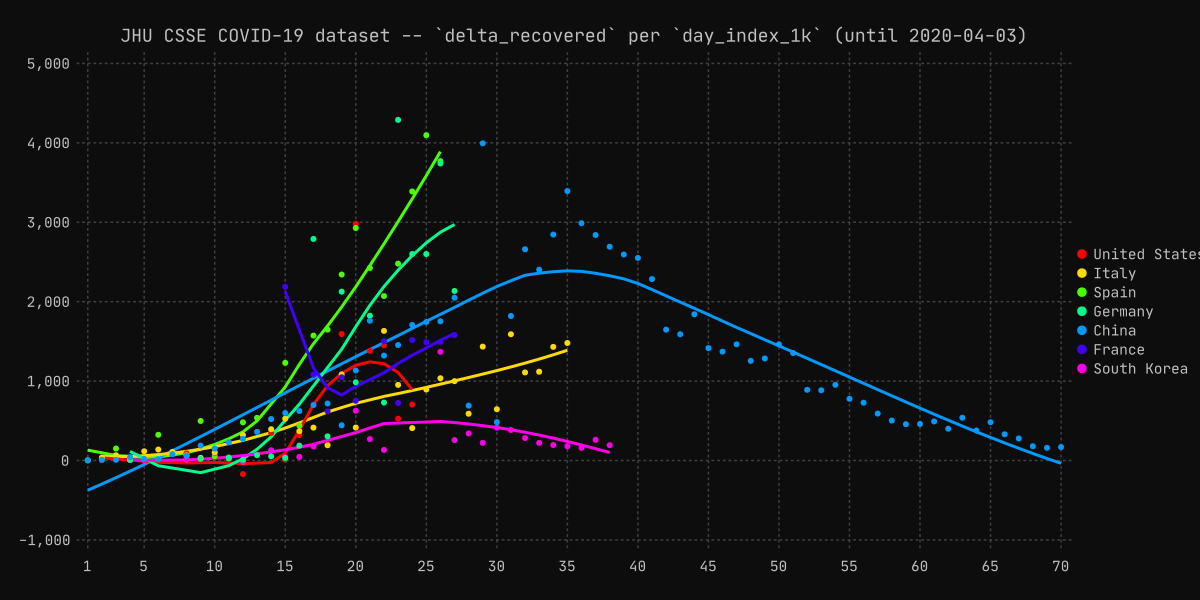 JHU CSSE COVID-19 dataset -- `delta_recovered` per `day_index_1k` (until 2020-04-03)
5,000
4,000
3,000
2,000
1,000
0
-1,000
1 5 10 15 20 25 30 35 40 45 50 55 60 65 70
United States
Italy
Spain
Germany
China
France
South Korea